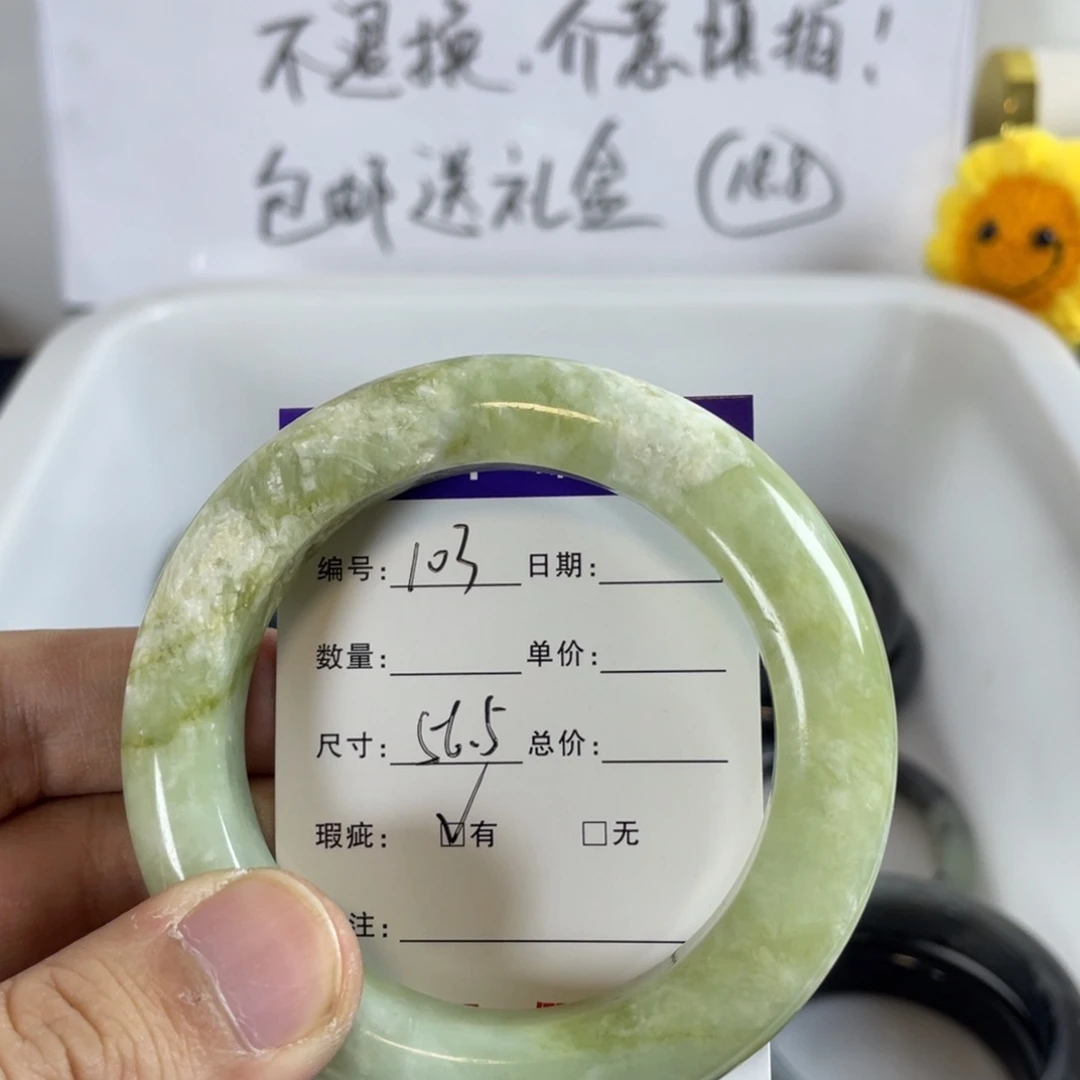 不退换.介意慎拍!
包邮送礼盒
编号: 103 日期:
数量: 单价:
尺寸: 56.5 总价:
瑕疵: ☑有 □无
注: